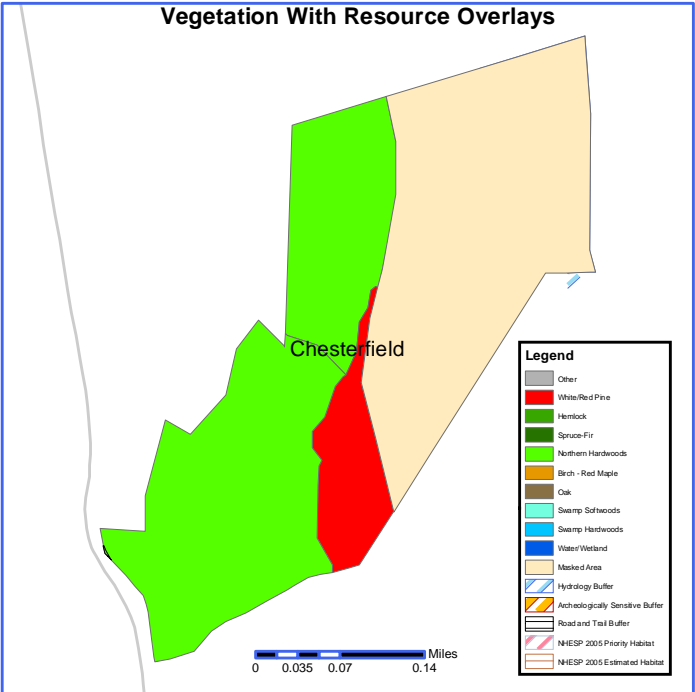 Vegetation With Resource Overlays
Chesterfield
Legend
Other
White/Red Pine
Hemlock
Spruce-Fir
Northern Hardwoods
Birch - Red Maple
Oak
Swamp Softwoods
Swamp Hardwoods
Water/Wetland
Masked Area
Hydrology Buffer
Archeologically Sensitive Buffer
Road and Trail Buffer
NHESP 2005 Priority Habitat
NHESP 2005 Estimated Habitat
Miles
0 0.035 0.07 0.14